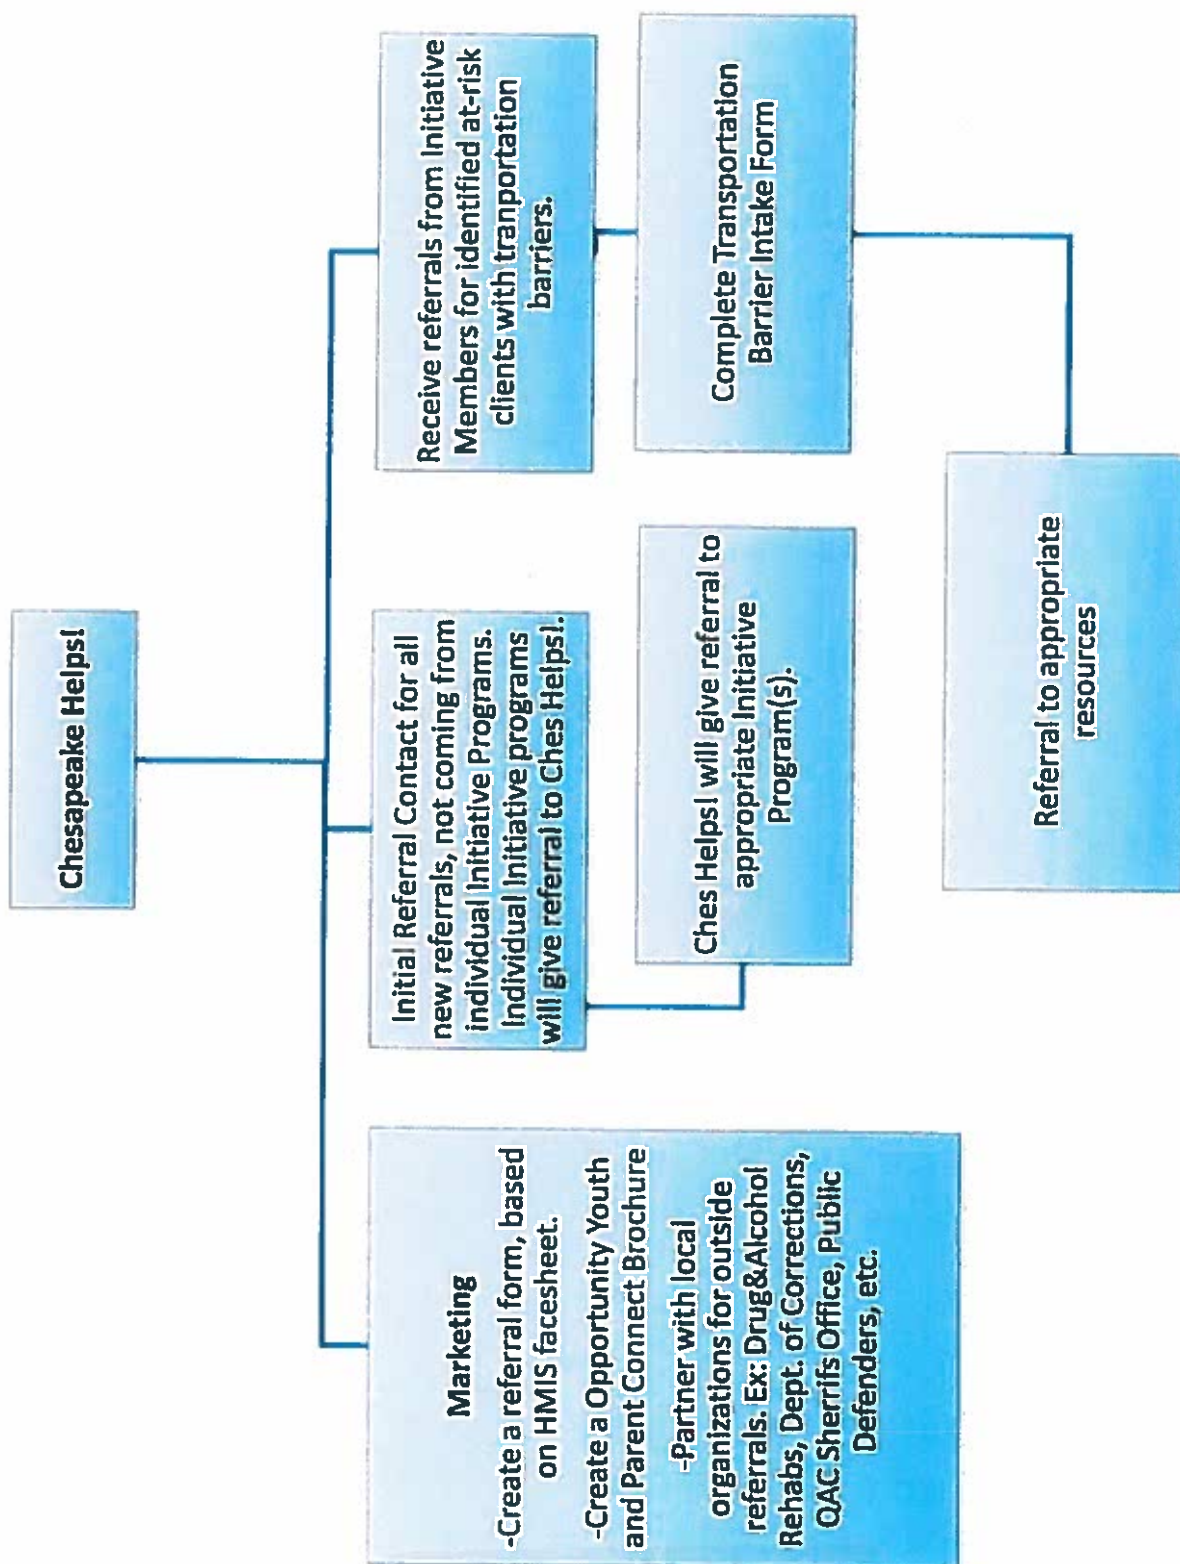 Chesapeake Helps!
Marketing
-Create a referral form, based
on HMIS facesheet.
-Create a Opportunity Youth
and Parent Connect Brochure
-Partner with local
organizations for outside
referrals. Ex: Drug&Alcohol
Rehabs, Dept. of Corrections,
QAC Sherrifs Office, Public
Defenders, etc.
Initial Referral Contact for all
new referrals, not coming from
individual Initiative Programs.
Individual Initiative programs
will give referral to Ches Helps!.
Ches Helps! will give referral to
appropriate Initiative
Program(s).
Receive referrals from Initiative
Members for identified at-risk
clients with tranportation
barriers.
Complete Transportation
Barrier Intake Form
Referral to appropriate
resources